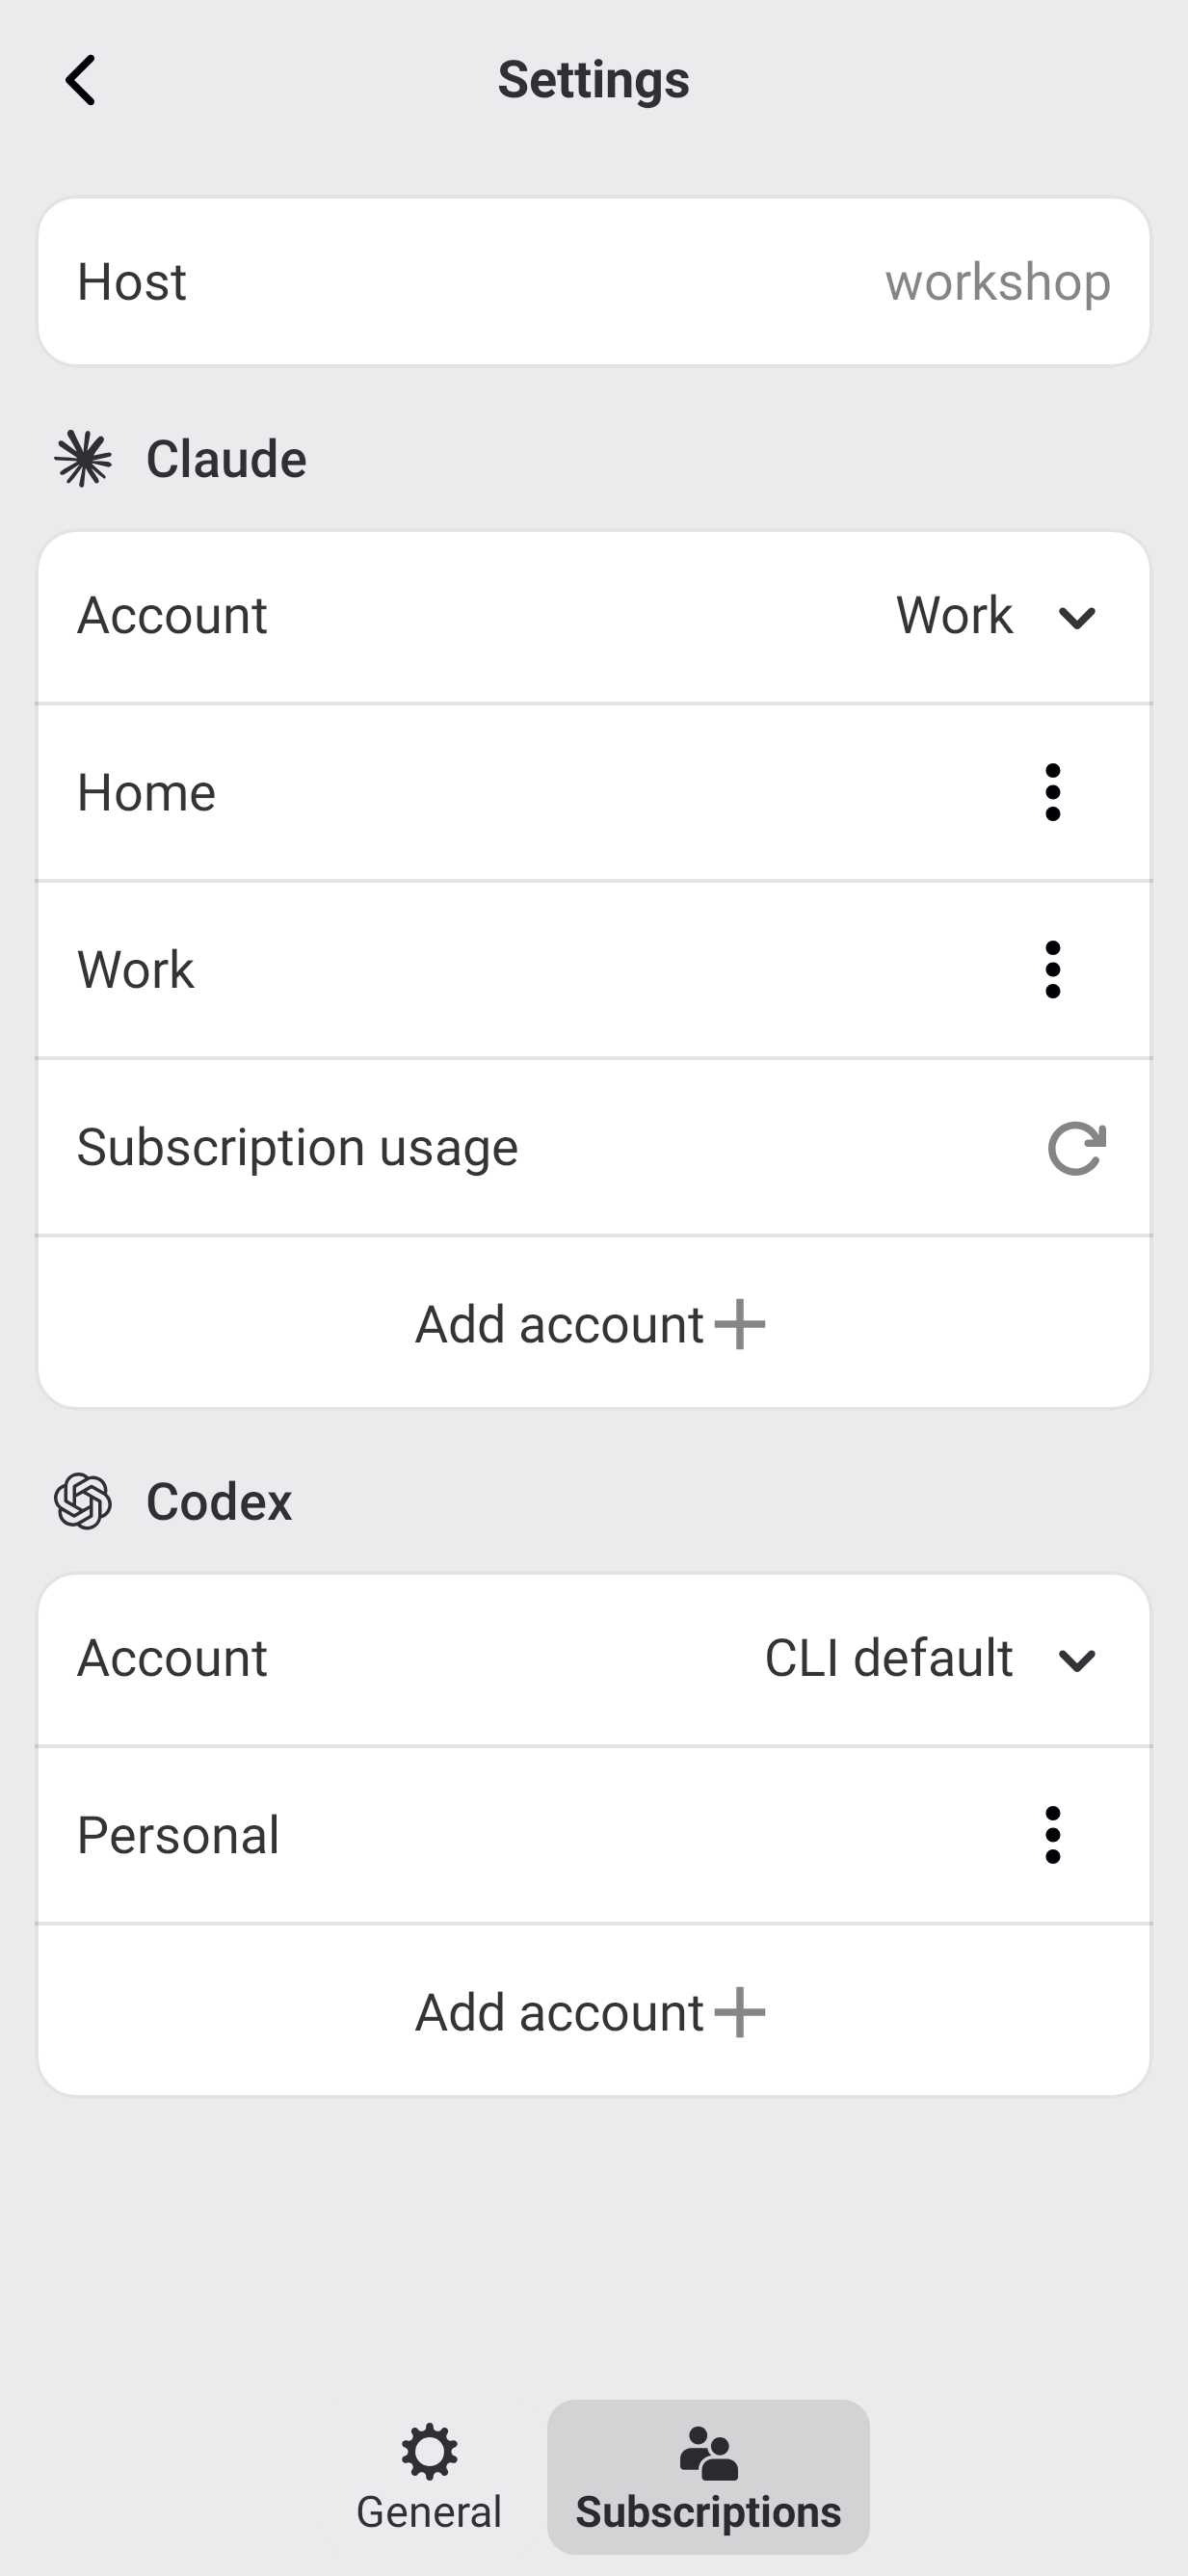 Settings
Host workshop
Claude
Account Work
Home
Work
Subscription usage
Add account
Codex
Account CLI default
Personal
Add account
General Subscriptions